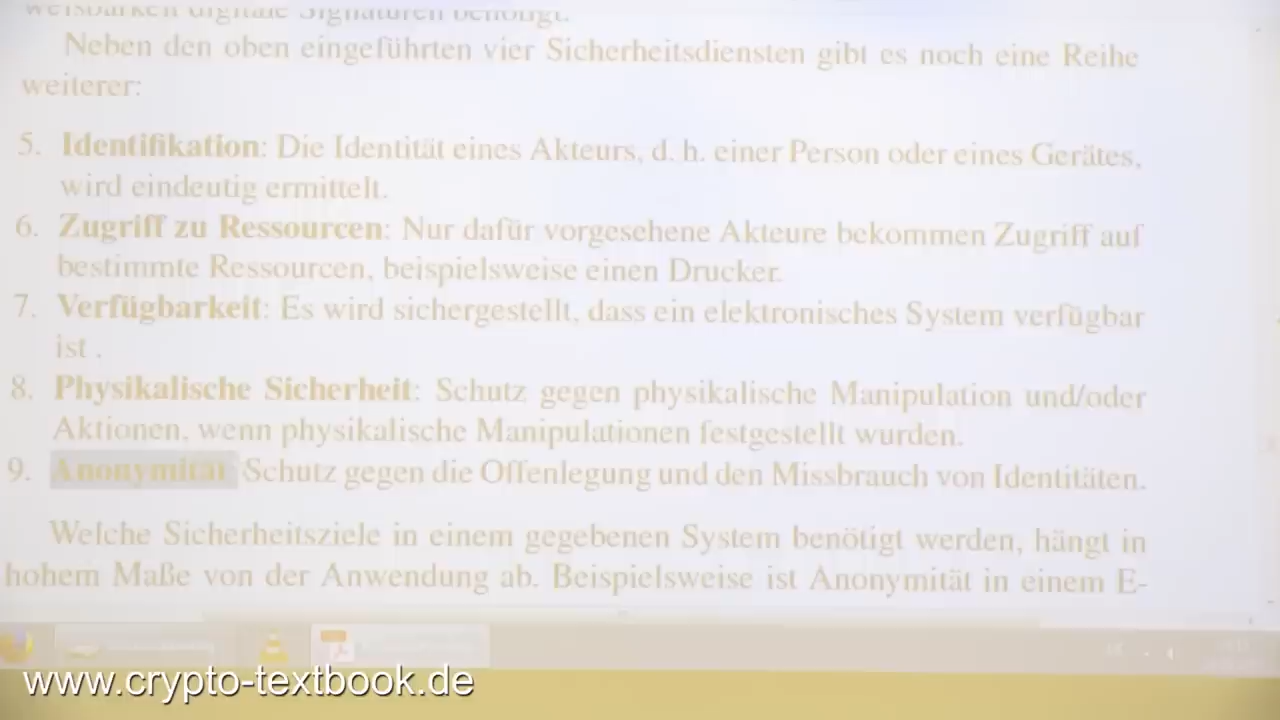 weisbarkeit digitale Signaturen benötigt.
Neben den oben eingeführten vier Sicherheitsdiensten gibt es noch eine Reihe
weiterer:
5. Identifikation: Die Identität eines Akteurs, d. h. einer Person oder eines Gerätes,
wird eindeutig ermittelt.
6. Zugriff zu Ressourcen: Nur dafür vorgesehene Akteure bekommen Zugriff auf
bestimmte Ressourcen, beispielsweise einen Drucker.
7. Verfügbarkeit: Es wird sichergestellt, dass ein elektronisches System verfügbar
ist .
8. Physikalische Sicherheit: Schutz gegen physikalische Manipulation und/oder
Aktionen, wenn physikalische Manipulationen festgestellt wurden.
9. Anonymität Schutz gegen die Offenlegung und den Missbrauch von Identitäten.
Welche Sicherheitsziele in einem gegebenen System benötigt werden, hängt in
hohem Maße von der Anwendung ab. Beispielsweise ist Anonymität in einem E-
www.crypto-textbook.de